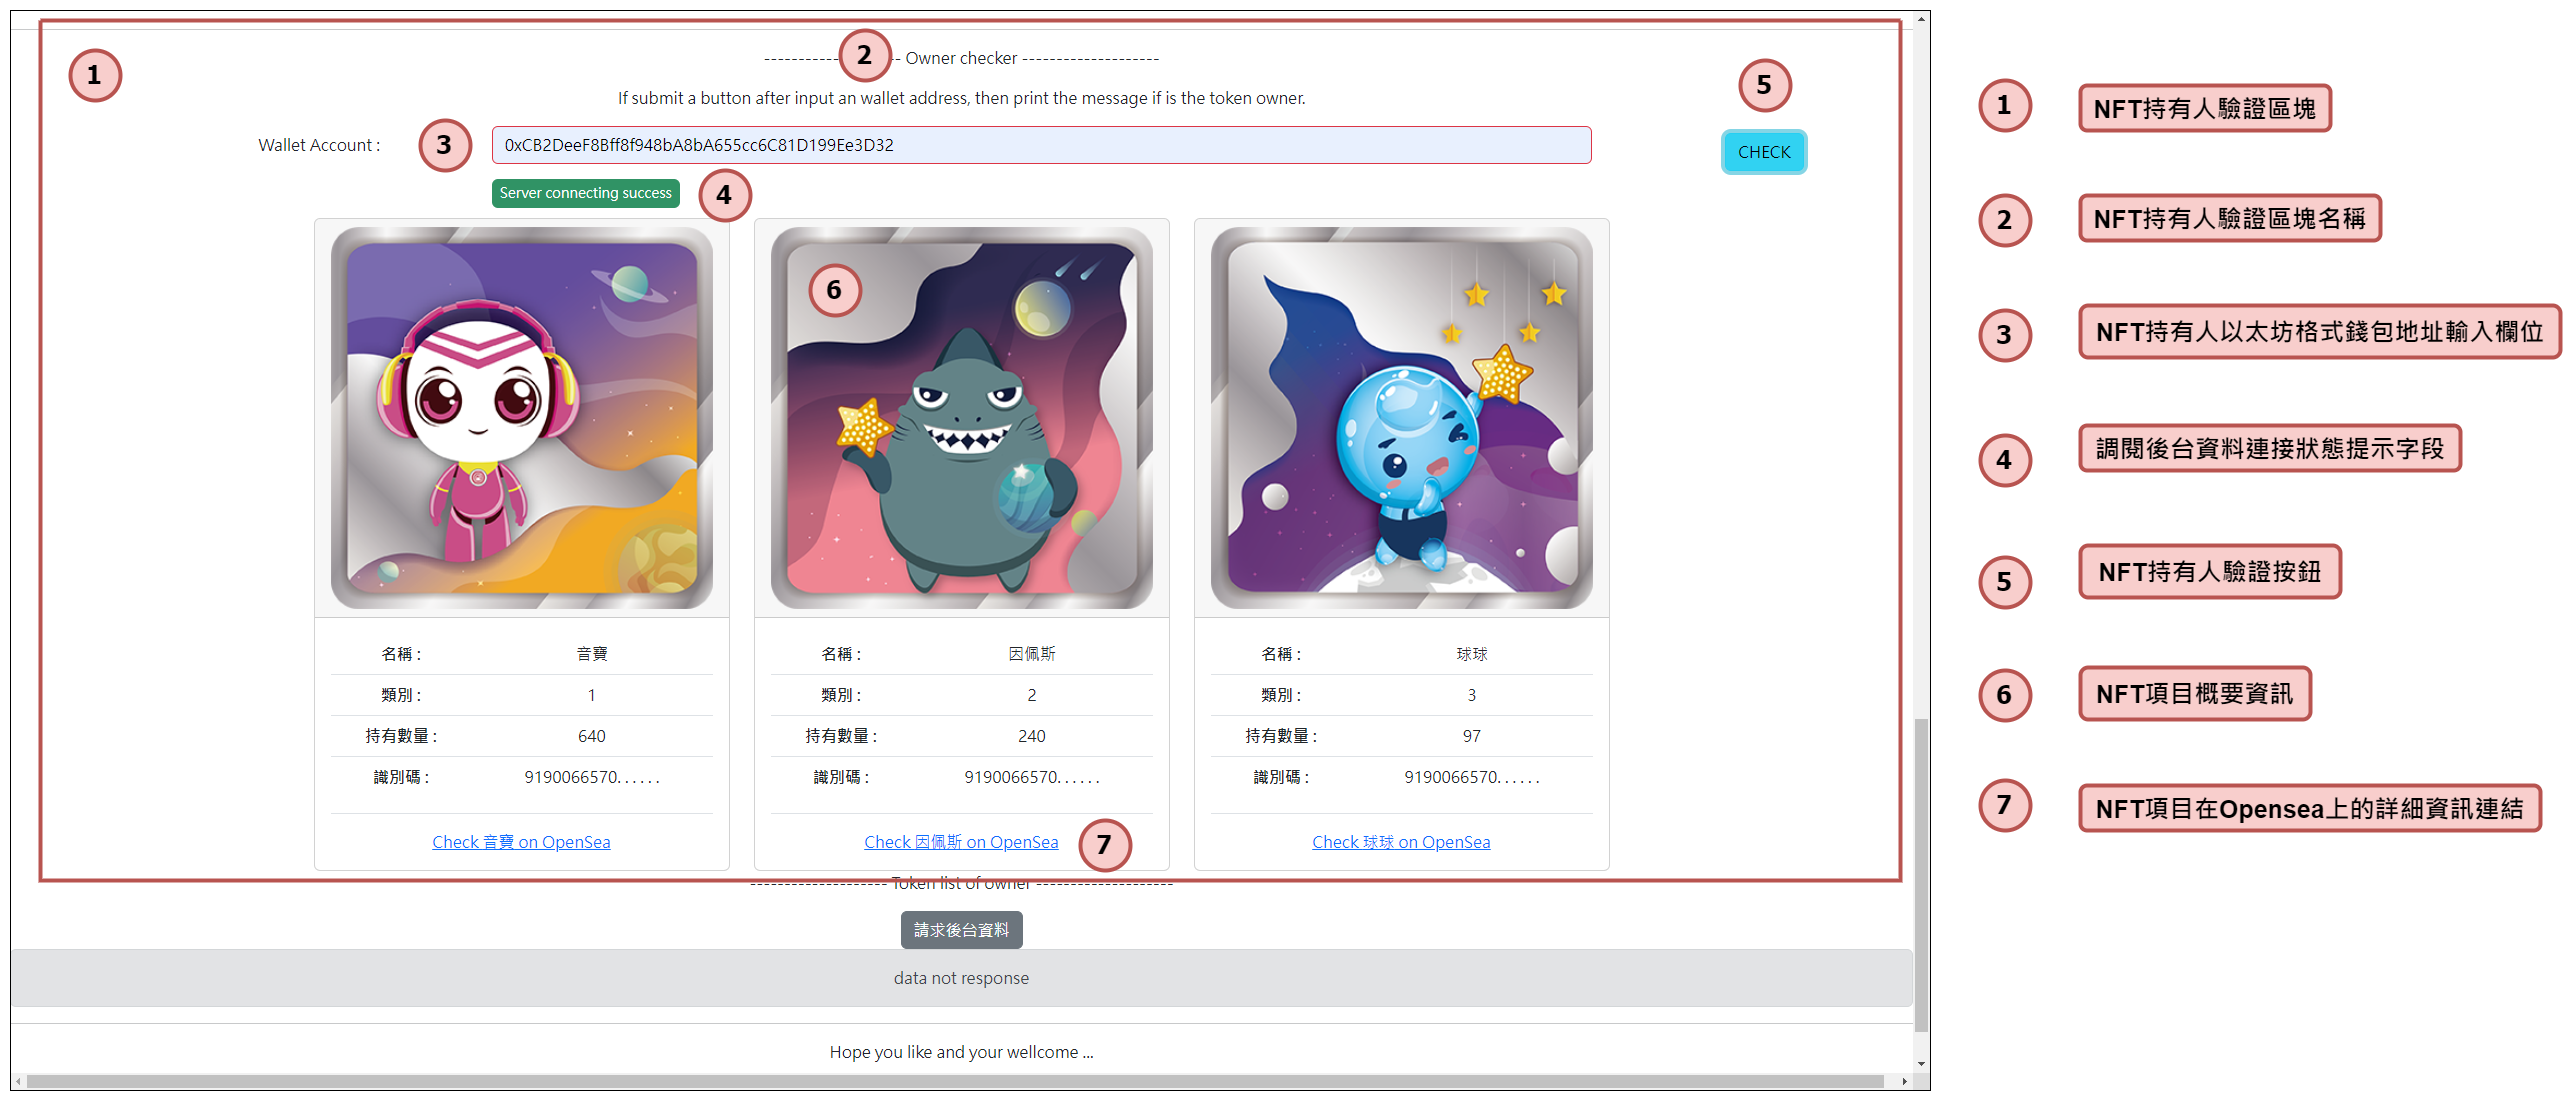 1
2
-------------------- Owner checker --------------------
5
If submit a button after input an wallet address, then print the message if is the token owner.
Wallet Account :
3
0xCB2DeeF8Bff8f948bA8bA655cc6C81D199Ee3D32
CHECK
Server connecting success
4
6
名稱 : 音寶
類別 : 1
持有數量 : 640
識別碼 : 9190066570. . . . . .
Check 音寶 on OpenSea
名稱 : 因佩斯
類別 : 2
持有數量 : 240
識別碼 : 9190066570. . . . . .
Check 因佩斯 on OpenSea
7
名稱 : 球球
類別 : 3
持有數量 : 97
識別碼 : 9190066570. . . . . .
Check 球球 on OpenSea
-------------------- Token list of owner --------------------
請求後台資料
data not response
Hope you like and your wellcome ...
1 NFT持有人驗證區塊
2 NFT持有人驗證區塊名稱
3 NFT持有人以太坊格式錢包地址輸入欄位
4 調閱後台資料連接狀態提示字段
5 NFT持有人驗證按鈕
6 NFT項目概要資訊
7 NFT項目在Opensea上的詳細資訊連結